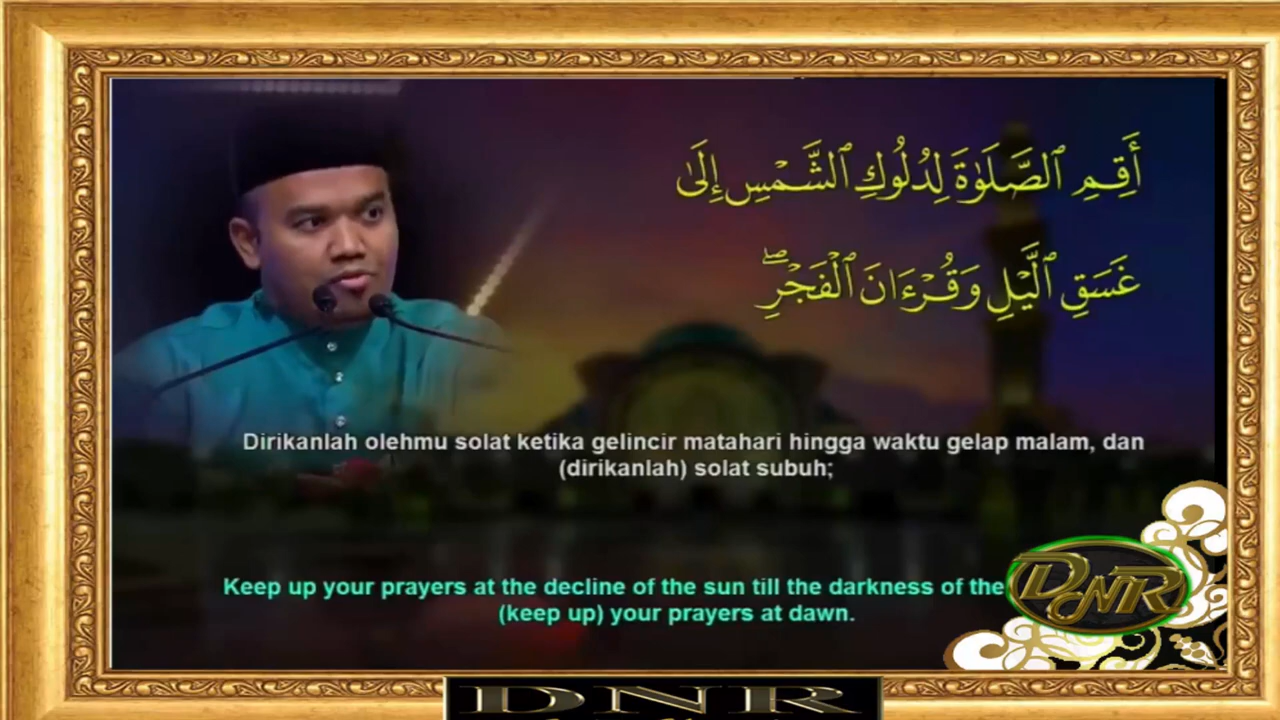 أَقِمِ ٱلصَّلَوٰةَ لِدُلُوكِ ٱلشَّمْسِ إِلَىٰ
غَسَقِ ٱلَّيْلِ وَقُرْءَانَ ٱلْفَجْرِ ۖ
Dirikanlah olehmu solat ketika gelincir matahari hingga waktu gelap malam, dan
(dirikanlah) solat subuh;
Keep up your prayers at the decline of the sun till the darkness of the
(keep up) your prayers at dawn.
DNR
DNR